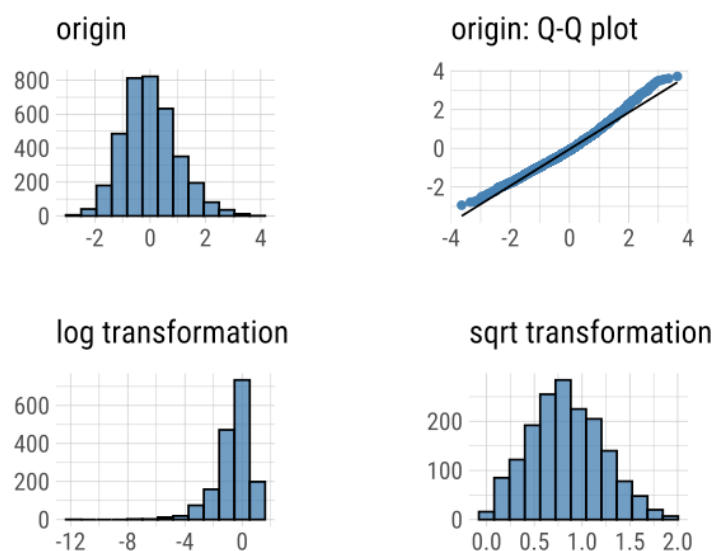 origin
800
600
400
200
0
-2 0 2 4
origin: Q-Q plot
4
2
0
-2
-4 -2 0 2 4
log transformation
600
400
200
0
-12 -8 -4 0
sqrt transformation
200
100
0
0.0 0.5 1.0 1.5 2.0